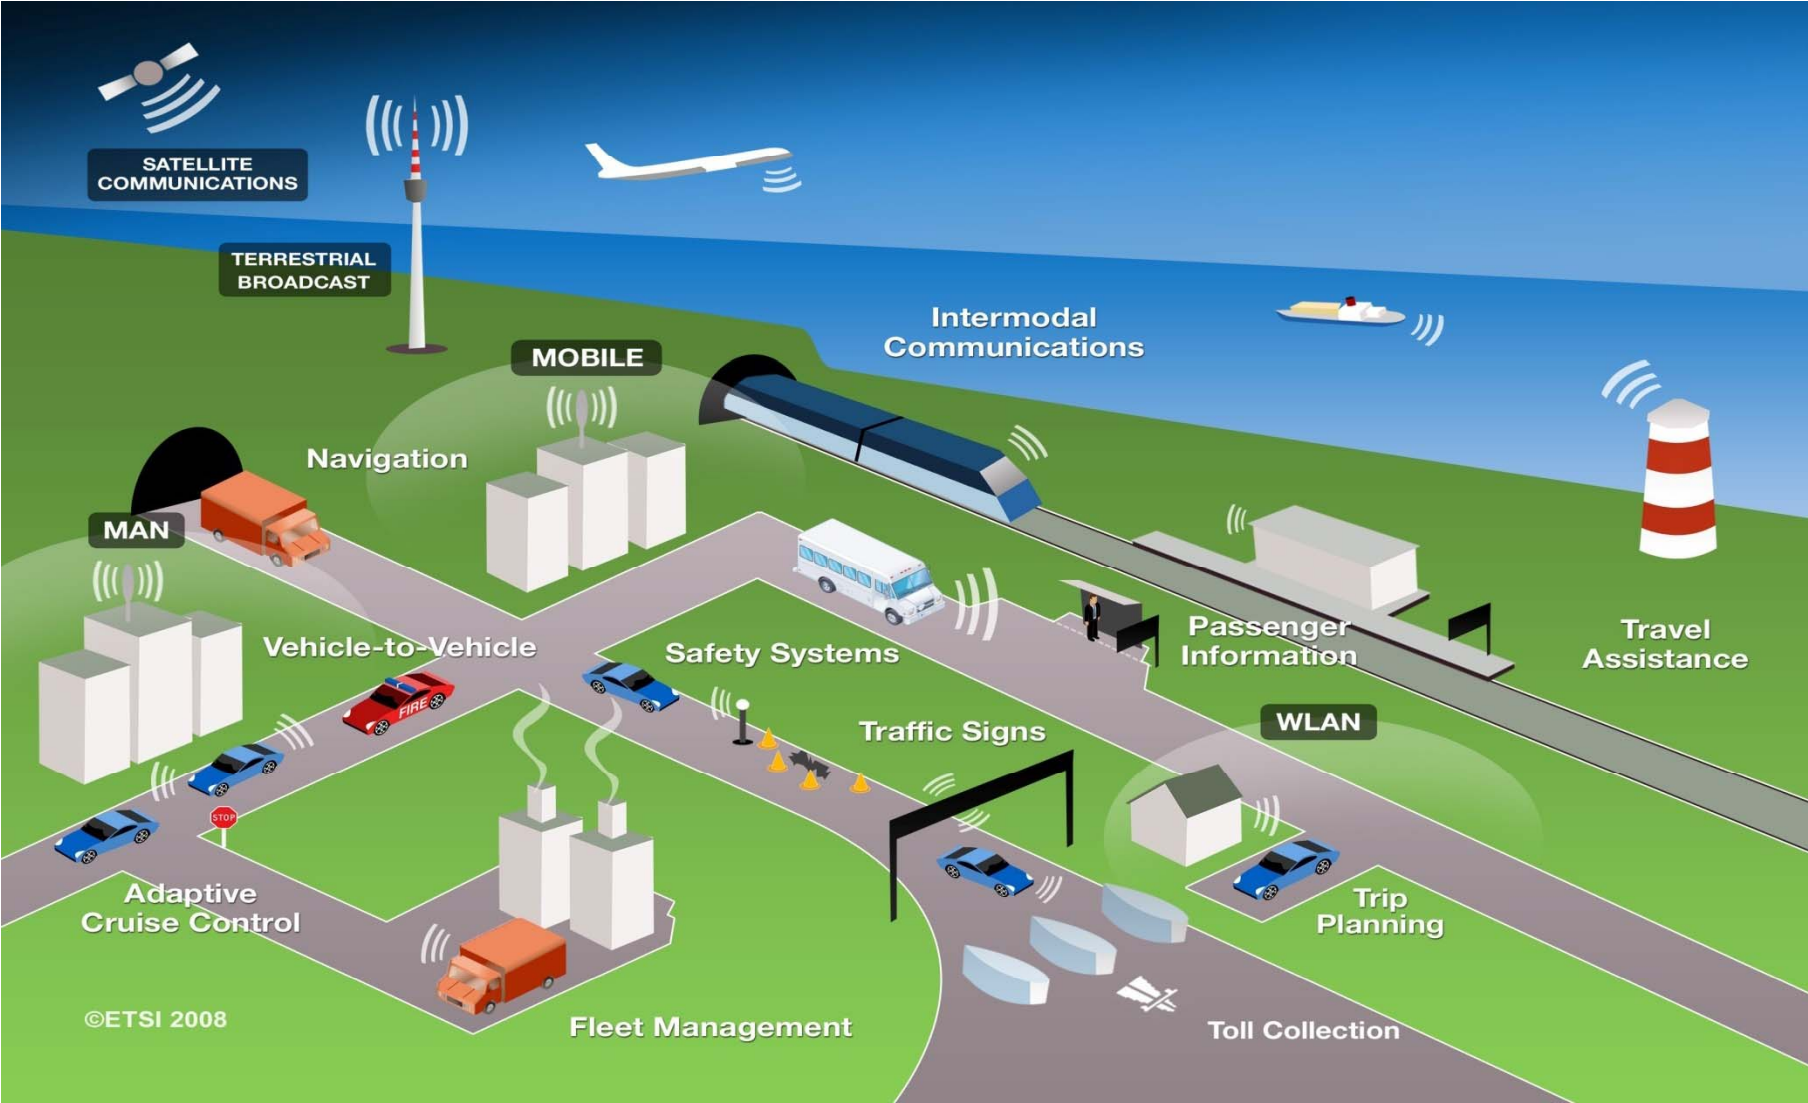 SATELLITE
COMMUNICATIONS
TERRESTRIAL
BROADCAST
Intermodal
Communications
MOBILE
Navigation
MAN
Vehicle-to-Vehicle
Safety Systems
Passenger
Information
Travel
Assistance
FIRE
Traffic Signs
WLAN
STOP
Adaptive
Cruise Control
Trip
Planning
©ETSI 2008
Fleet Management
Toll Collection